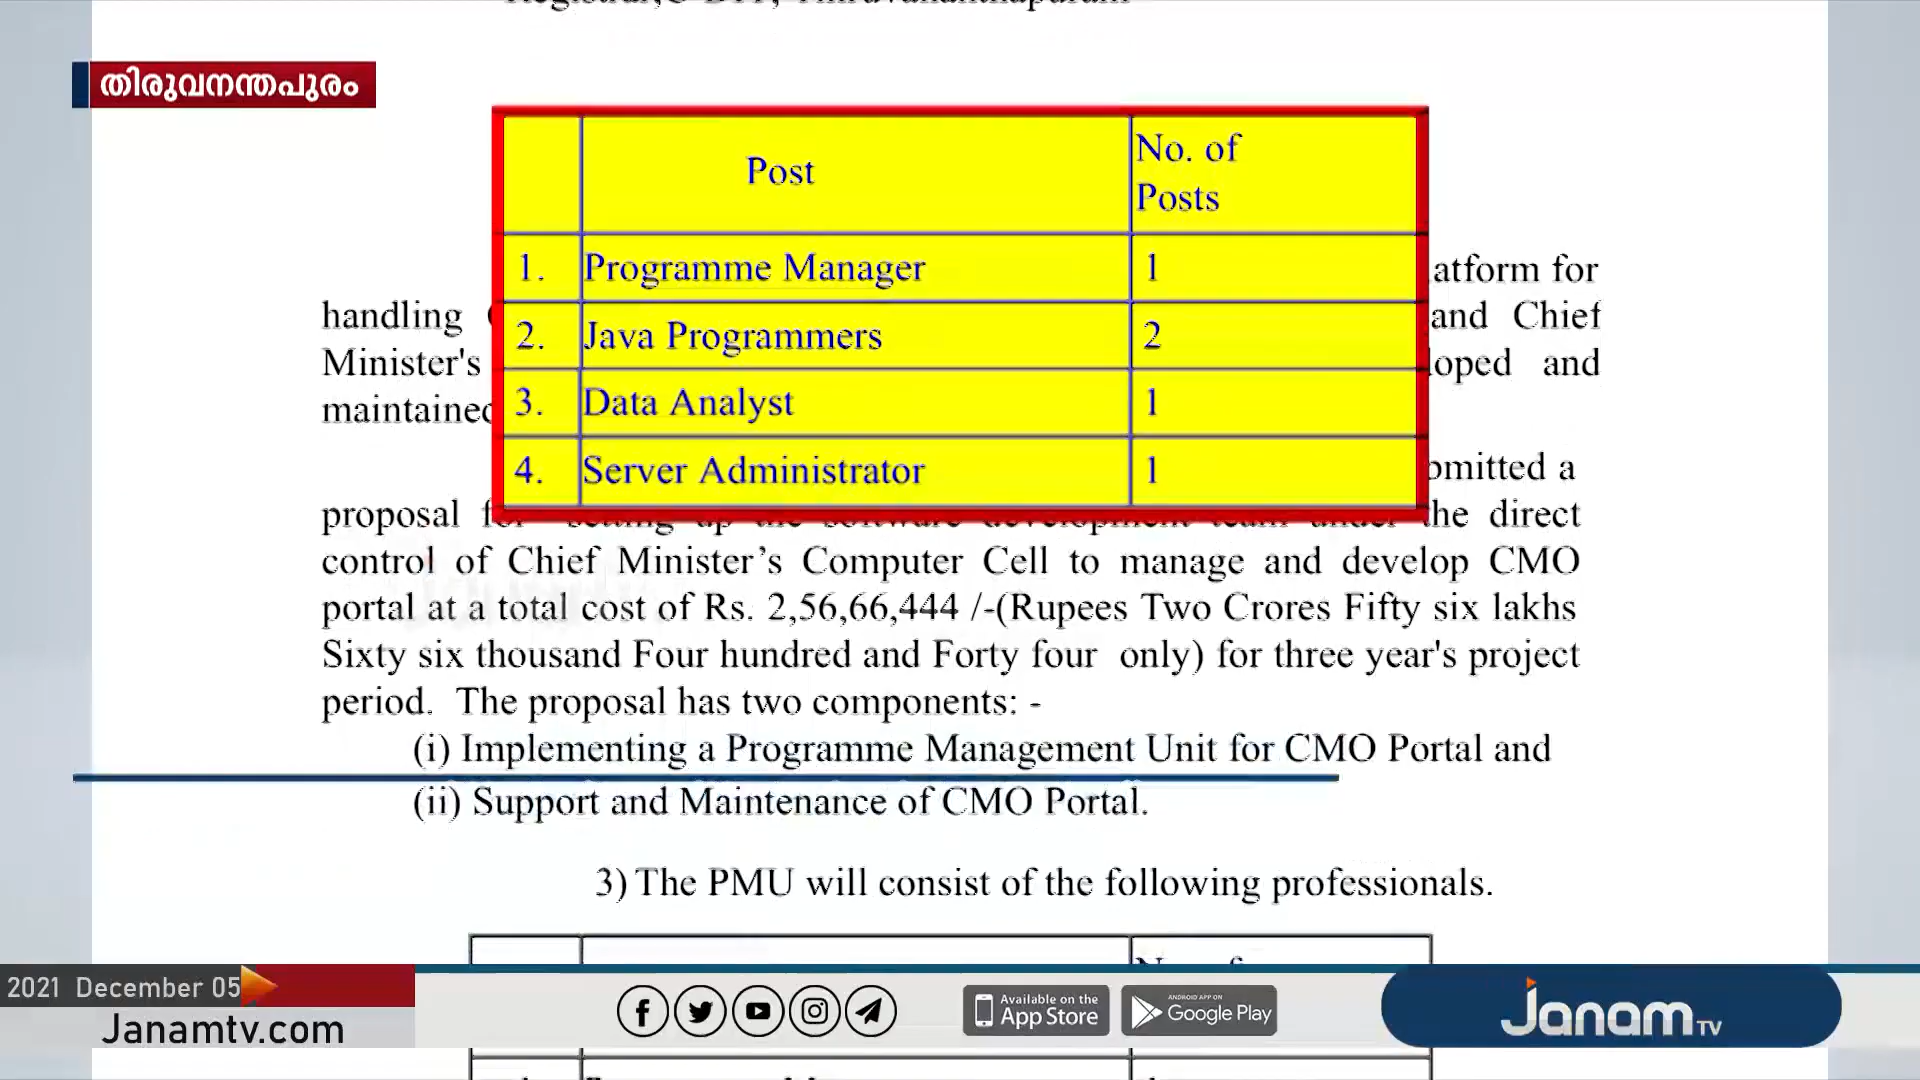 തിരുവനന്തപുരം
Post
No. of
Posts
1. Programme Manager 1
2. Java Programmers 2
3. Data Analyst 1
4. Server Administrator 1
for
handling and Chief
Minister's and
a
proposal the direct
control of Chief Minister’s Computer Cell to manage and develop CMO
portal at a total cost of Rs. 2,56,66,444 /-(Rupees Two Crores Fifty six lakhs
Sixty six thousand Four hundred and Forty four only) for three year's project
period. The proposal has two components: -
(i) Implementing a Programme Management Unit for CMO Portal and
(ii) Support and Maintenance of CMO Portal.
3) The PMU will consist of the following professionals.
2021 December 05
Janamtv.com
Available on the
App Store
ANDROID APP ON
Google Play
Janam TV